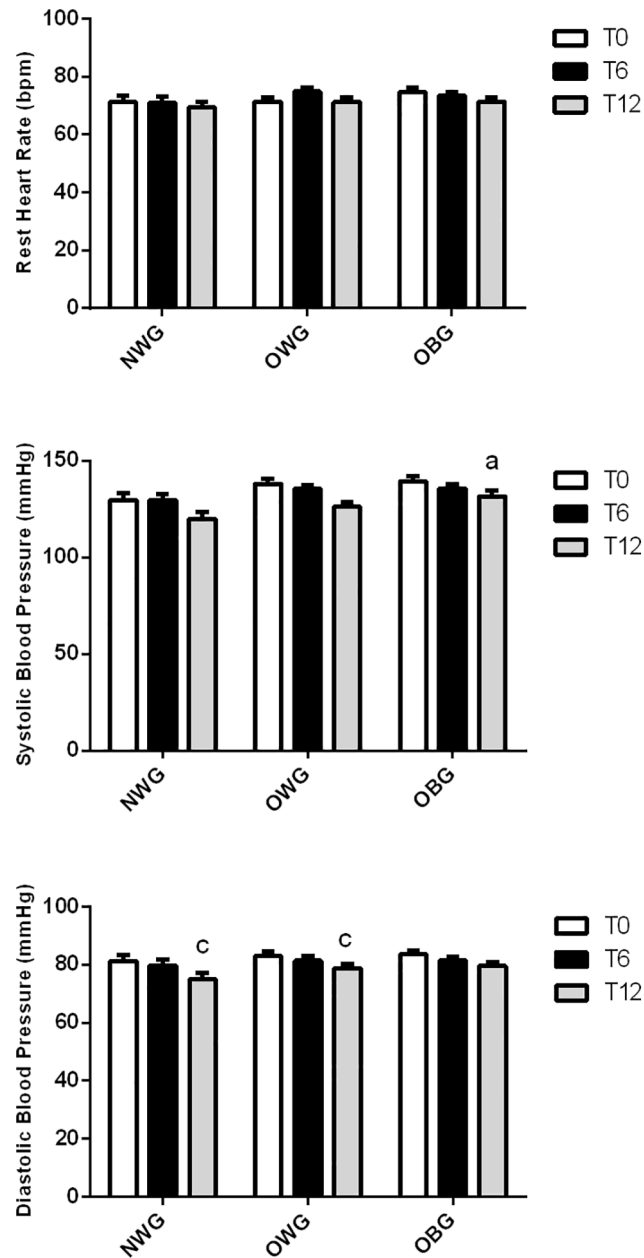 Rest Heart Rate (bpm)
100
80
60
40
20
0
NWG
OWG
OBG
T0
T6
T12
Systolic Blood Pressure (mmHg)
150
100
50
0
a
NWG
OWG
OBG
T0
T6
T12
Diastolic Blood Pressure (mmHg)
100
80
60
40
20
0
c
c
NWG
OWG
OBG
T0
T6
T12